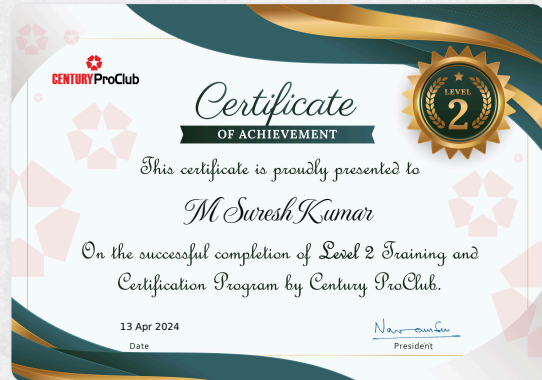 CENTURY ProClub
Certificate
OF ACHIEVEMENT
LEVEL
2
This certificate is proudly presented to
M Suresh Kumar
On the successful completion of Level 2 Training and
Certification Program by Century ProClub.
13 Apr 2024
Date
President